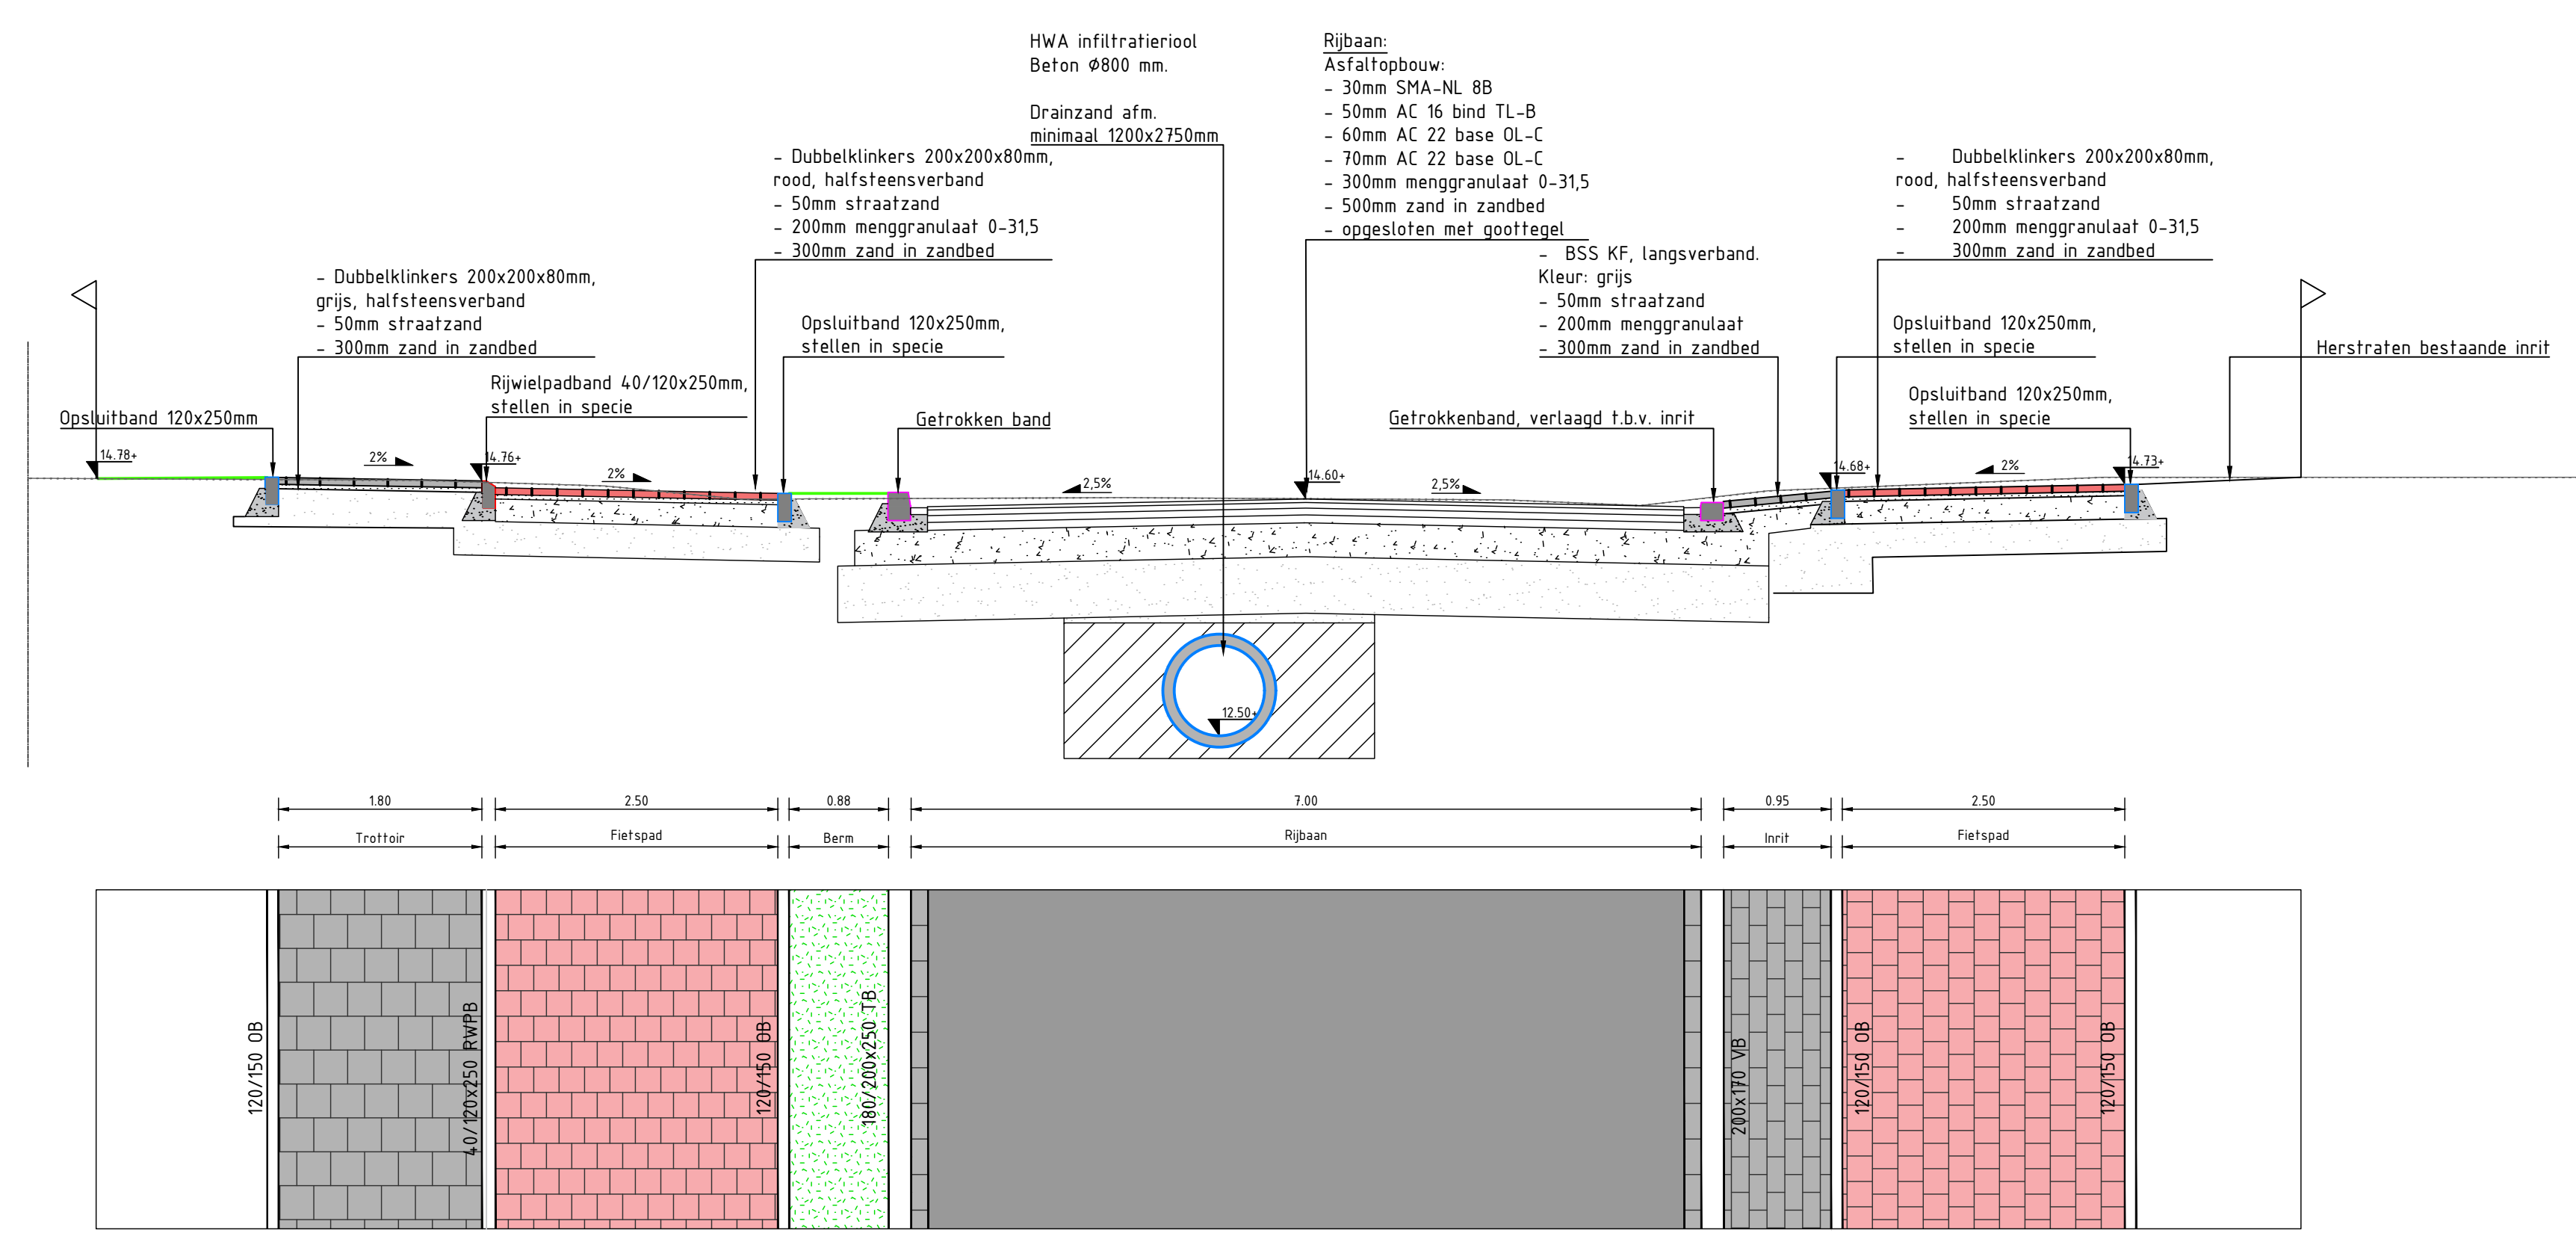 HWA infiltratieriool
Beton Ø800 mm.
Drainzand afm.
minimaal 1200x2750mm
Rijbaan:
Asfaltopbouw:
- 30mm SMA-NL 8B
- 50mm AC 16 bind TL-B
- 60mm AC 22 base OL-C
- 70mm AC 22 base OL-C
- 300mm menggranulaat 0-31,5
- 500mm zand in zandbed
- opgesloten met goottegel
- Dubbelklinkers 200x200x80mm,
rood, halfsteensverband
- 50mm straatzand
- 200mm menggranulaat 0-31,5
- 300mm zand in zandbed
- Dubbelklinkers 200x200x80mm,
rood, halfsteensverband
- 50mm straatzand
- 200mm menggranulaat 0-31,5
- 300mm zand in zandbed
- BSS KF, langsverband.
Kleur: grijs
- 50mm straatzand
- 200mm menggranulaat
- 300mm zand in zandbed
- Dubbelklinkers 200x200x80mm,
grijs, halfsteensverband
- 50mm straatzand
- 300mm zand in zandbed
Opsluitband 120x250mm,
stellen in specie
Opsluitband 120x250mm,
stellen in specie
Herstraten bestaande inrit
Rijwielpadband 40/120x250mm,
stellen in specie
Opsluitband 120x250mm,
stellen in specie
Opsluitband 120x250mm
Getrokken band
Getrokkenband, verlaagd t.b.v. inrit
14.78+
2%
14.76+
2%
2,5%
14.60+
2,5%
14.68+
2%
14.73+
12.50+
1.80
2.50
0.88
7.00
0.95
2.50
Trottoir
Fietspad
Berm
Rijbaan
Inrit
Fietspad
120/150 OB
40/120x250 RWPB
120/150 OB
180/200x250 TB
200x170 VB
120/150 OB
120/150 OB